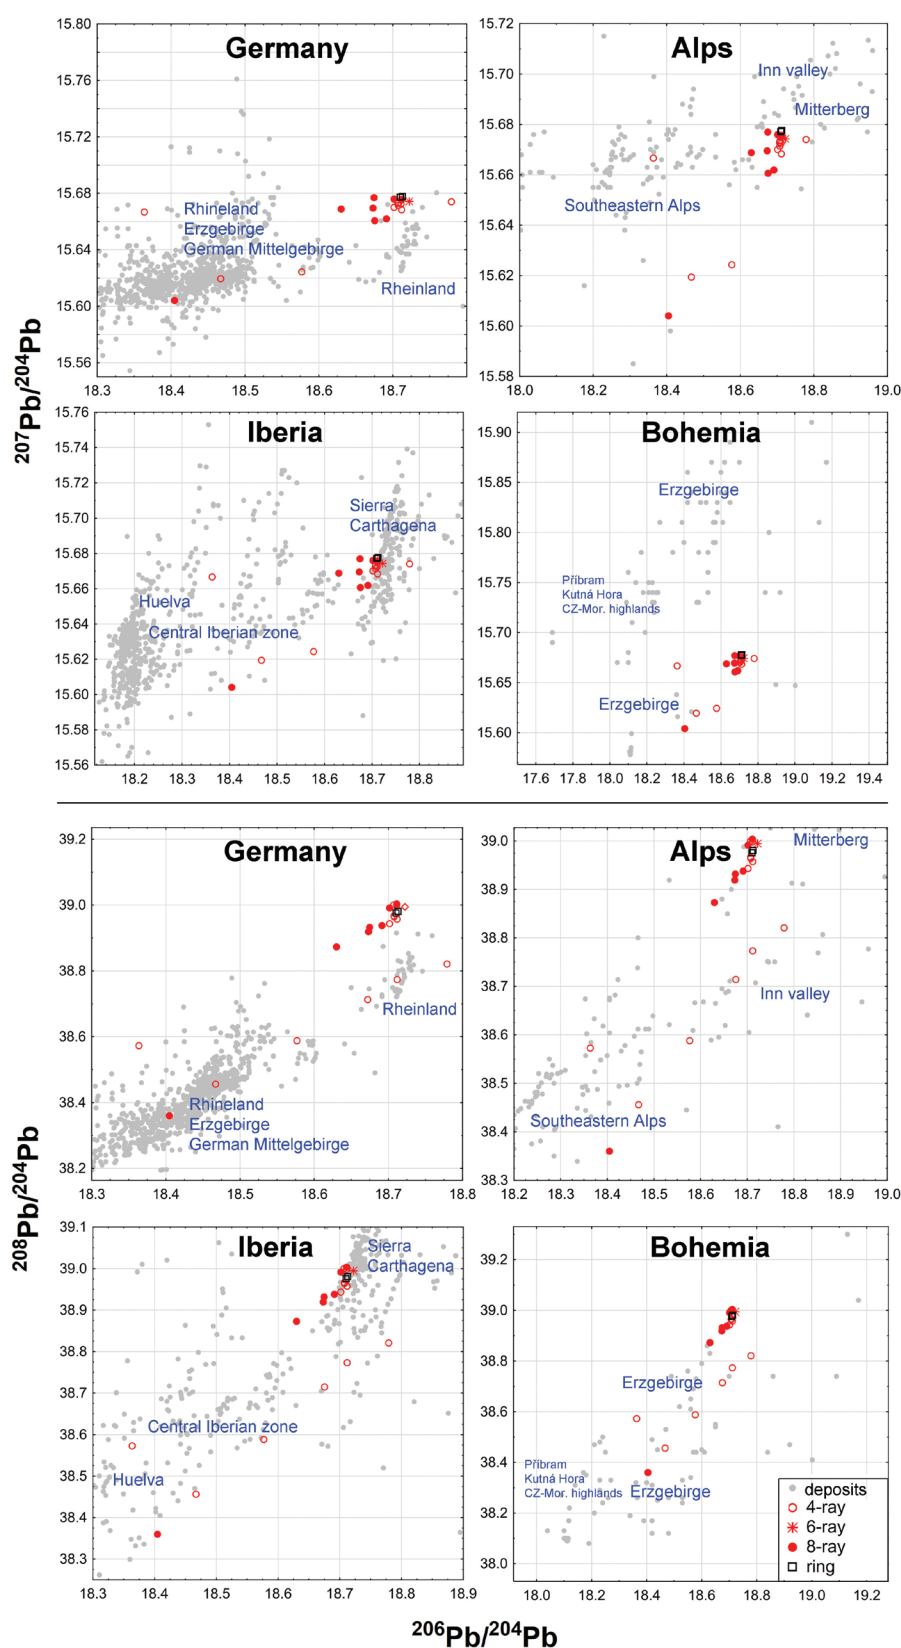 Germany
15.80
15.76
15.72
15.68
15.64
15.60
15.56
Rhineland
Erzgebirge
German Mittelgebirge
Rheinland
18.3 18.4 18.5 18.6 18.7
Alps
15.72
15.70
15.68
15.66
15.64
15.62
15.60
15.58
Inn valley
Mitterberg
Southeastern Alps
18.0 18.2 18.4 18.6 18.8 19.0
207Pb/204Pb
Iberia
15.76
15.74
15.72
15.70
15.68
15.66
15.64
15.62
15.60
15.58
15.56
Sierra
Carthagena
Huelva
Central Iberian zone
18.2 18.3 18.4 18.5 18.6 18.7 18.8
Bohemia
15.90
15.85
15.80
15.75
15.70
15.65
15.60
Erzgebirge
Příbram
Kutná Hora
CZ-Mor. highlands
Erzgebirge
17.6 17.8 18.0 18.2 18.4 18.6 18.8 19.0 19.2 19.4
Germany
39.2
39.0
38.8
38.6
38.4
38.2
Rheinland
Rhineland
Erzgebirge
German Mittelgebirge
18.3 18.4 18.5 18.6 18.7 18.8
Alps
39.0
38.9
38.8
38.7
38.6
38.5
38.4
38.3
Mitterberg
Inn valley
Southeastern Alps
18.2 18.3 18.4 18.5 18.6 18.7 18.8 18.9 19.0
208Pb/204Pb
Iberia
39.1
39.0
38.9
38.8
38.7
38.6
38.5
38.4
38.3
Sierra
Carthagena
Central Iberian zone
Huelva
18.3 18.4 18.5 18.6 18.7 18.8 18.9
Bohemia
39.2
39.0
38.8
38.6
38.4
38.2
38.0
Erzgebirge
Příbram
Kutná Hora
CZ-Mor. highlands
Erzgebirge
deposits
4-ray
6-ray
8-ray
ring
18.0 18.2 18.4 18.6 18.8 19.0 19.2
206Pb/204Pb